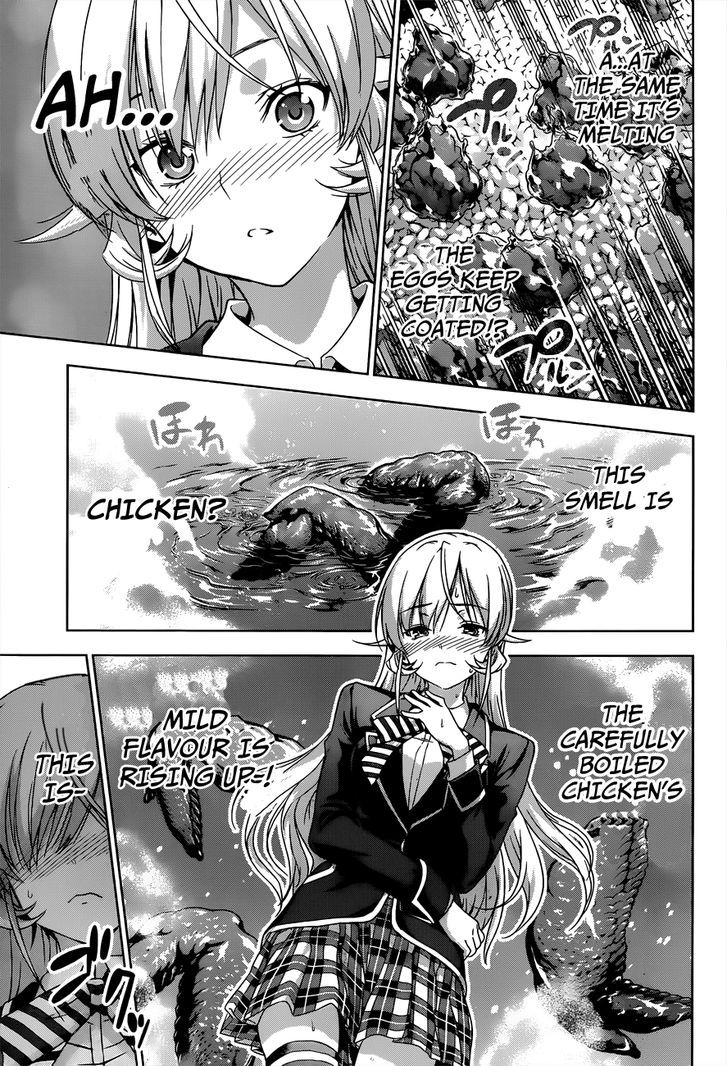 A...AT
THE SAME
TIME IT'S
MELTING
プルン
プルン
THE
EGGS KEEP
GETTING
COATED!?
プルン
AH...
THIS
SMELL IS
ほわ
ほわ
CHICKEN?
THE
CAREFULLY
BOILED
CHICKEN'S
MILD
FLAVOUR IS
RISING UP-!
THIS
IS-